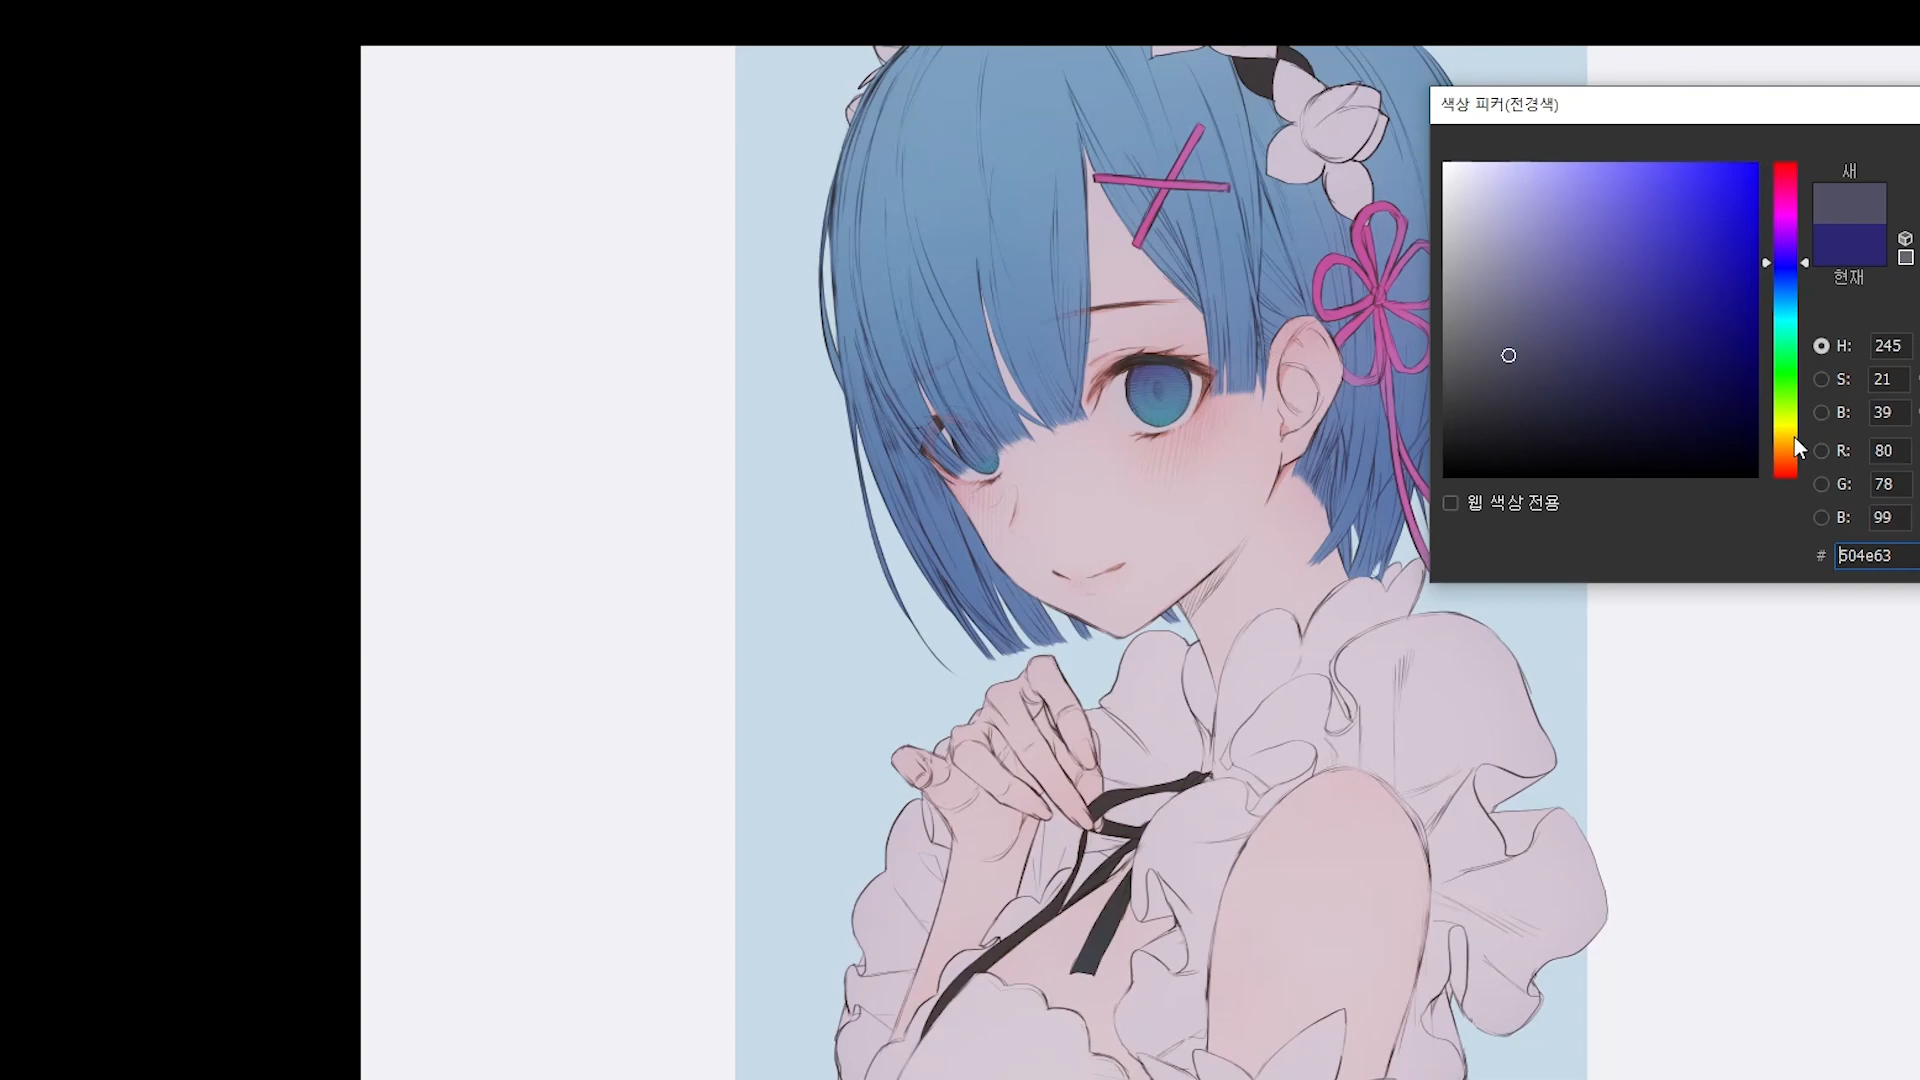 색상 피커(전경색)
새
현재
H: 245
S: 21
B: 39
R: 80
G: 78
B: 99
웹 색상 전용
# 504e63